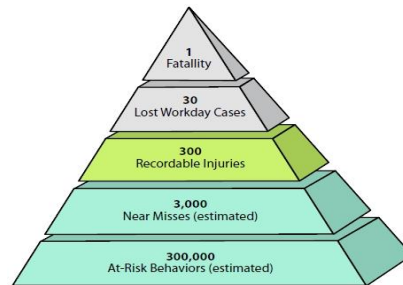 1
Fatallity
30
Lost Workday Cases
300
Recordable Injuries
3,000
Near Misses (estimated)
300,000
At-Risk Behaviors (estimated)